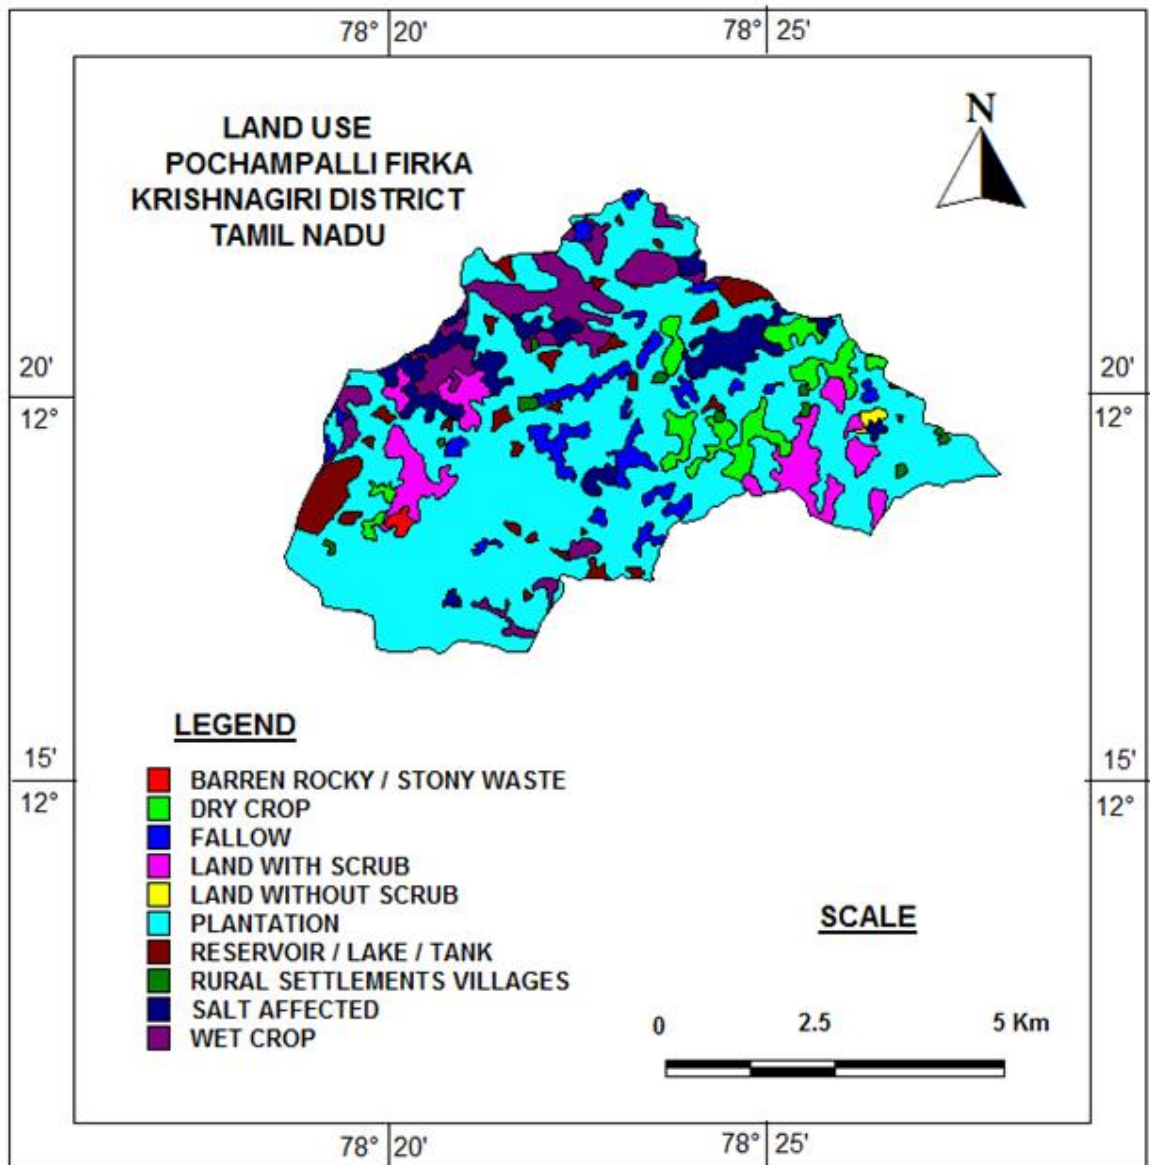 78° 20'
78° 25'
LAND USE
POCHAMPALLI FIRKA
KRISHNAGIRI DISTRICT
TAMIL NADU
N
20'
12°
20'
12°
LEGEND
15'
12°
15'
12°
BARREN ROCKY / STONY WASTE
DRY CROP
FALLOW
LAND WITH SCRUB
LAND WITHOUT SCRUB
PLANTATION
RESERVOIR / LAKE / TANK
RURAL SETTLEMENTS VILLAGES
SALT AFFECTED
WET CROP
SCALE
0 2.5 5 Km
78° 20'
78° 25'